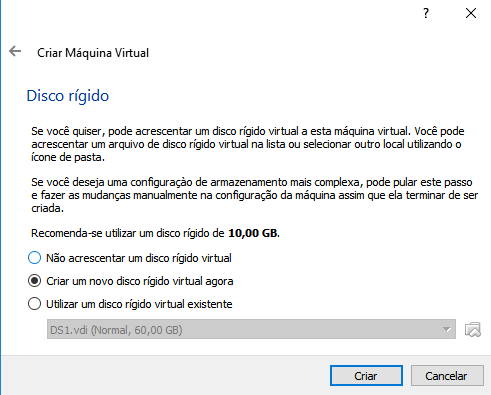 ?
Criar Máquina Virtual
Disco rígido
Se você quiser, pode acrescentar um disco rígido virtual a esta máquina virtual. Você pode
acrescentar um arquivo de disco rígido virtual na lista ou selecionar outro local utilizando o
ícone de pasta.
Se você deseja uma configuração de armazenamento mais complexa, pode pular este passo
e fazer as mudanças manualmente na configuração da máquina assim que ela terminar de ser
criada.
Recomenda-se utilizar um disco rígido de 10,00 GB.
Não acrescentar um disco rígido virtual
Criar um novo disco rígido virtual agora
Utilizar um disco rígido virtual existente
DS1.vdi (Normal, 60,00 GB)
Criar
Cancelar